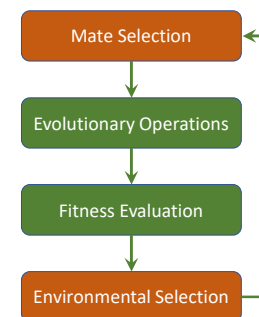 Mate Selection
Evolutionary Operations
Fitness Evaluation
Environmental Selection